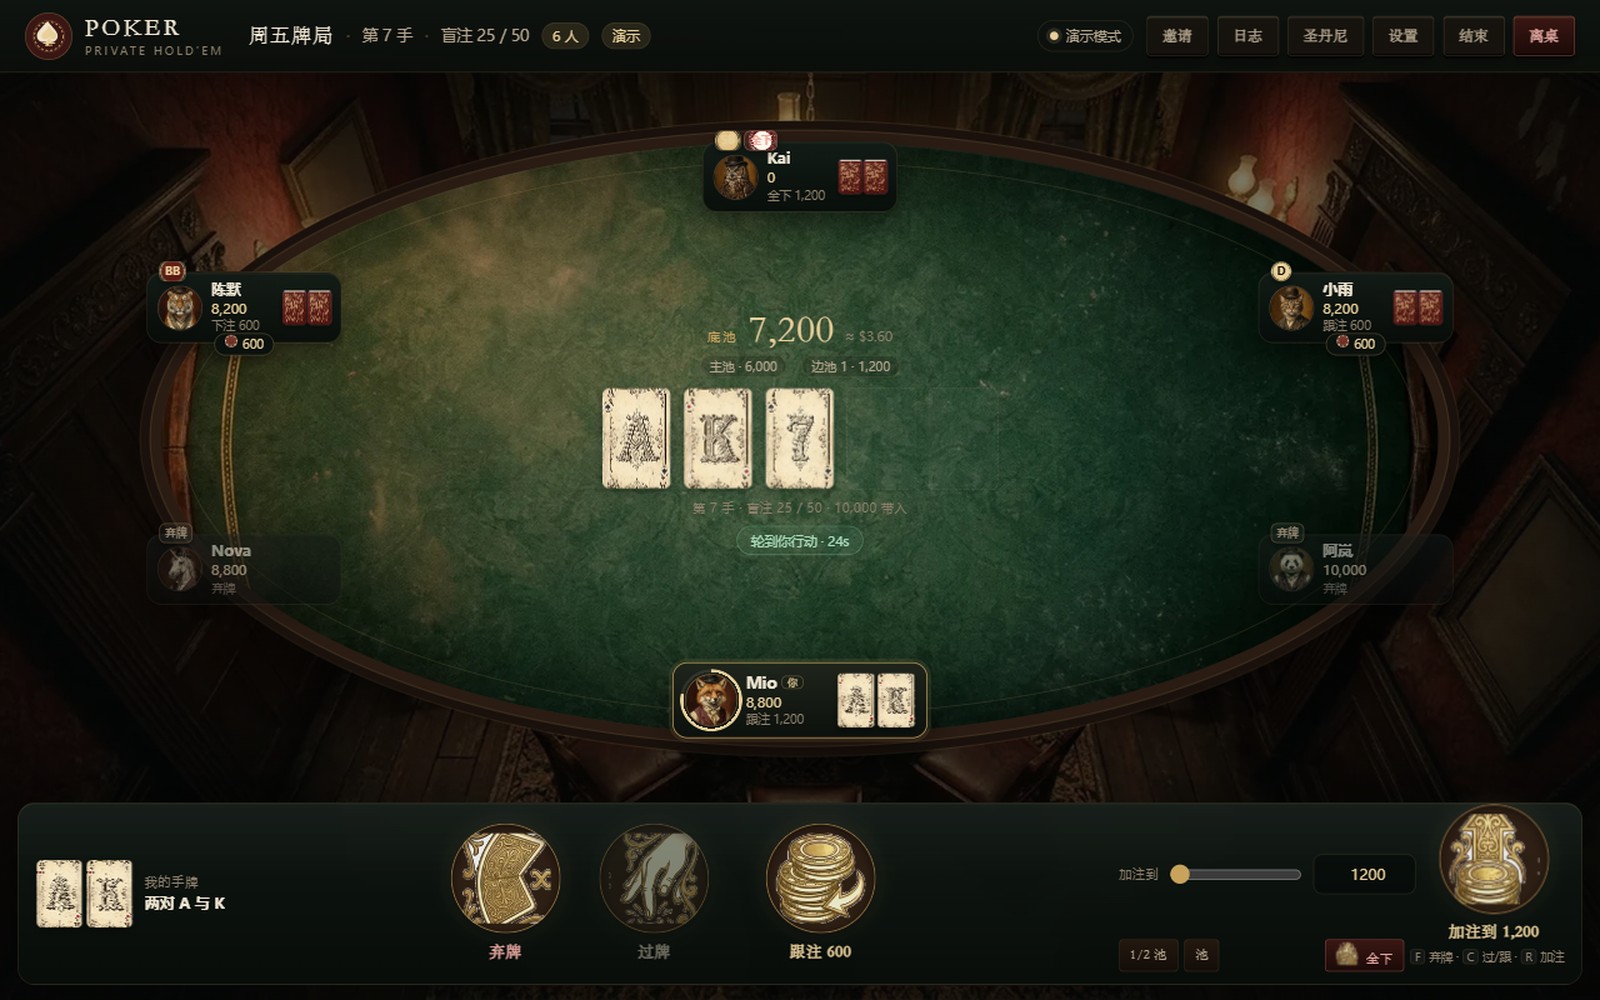 POKER
PRIVATE HOLD'EM
周五牌局 · 第 7 手 · 盲注 25 / 50 6 人 演示
演示模式
邀请
日志
圣丹尼
设置
结束
离桌
Kai
0
全下 1,200
BB
陈默
8,200
下注 600
600
D
小雨
8,200
跟注 600
600
底池 7,200 ≈ $3.60
主池 · 6,000 边池 1 · 1,200
A K 7
第 7 手 · 盲注 25 / 50 · 10,000 带入
轮到你行动 · 24s
弃牌
Nova
8,800
弃牌
弃牌
阿岚
10,000
弃牌
Mio 你
8,800
跟注 1,200
A K
A K
我的手牌
两对 A 与 K
弃牌
过牌
跟注 600
加注到
1200
加注到 1,200
1/2 池
池
全下
F 弃牌 · C 过/跟 · R 加注